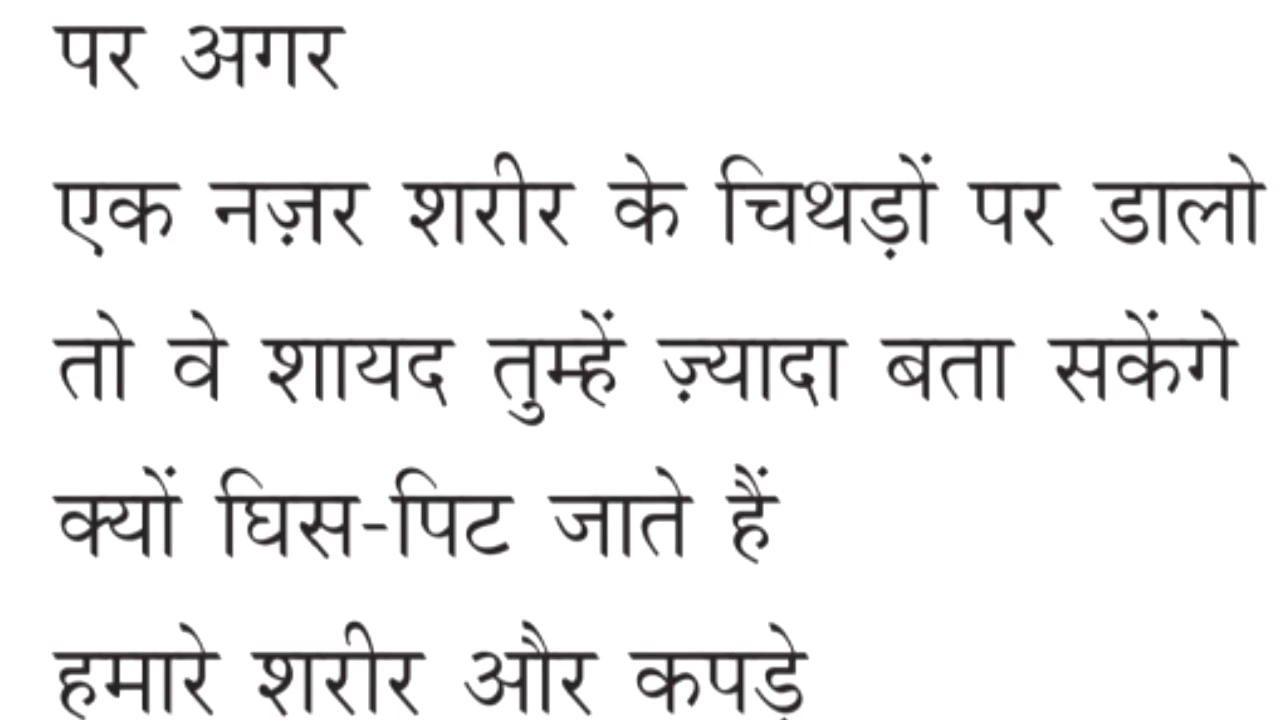 पर अगर
एक नज़र शरीर के चिथड़ों पर डालो
तो वे शायद तुम्हें ज़्यादा बता सकेंगे
क्यों घिस-पिट जाते हैं
हमारे शरीर और कपड़े